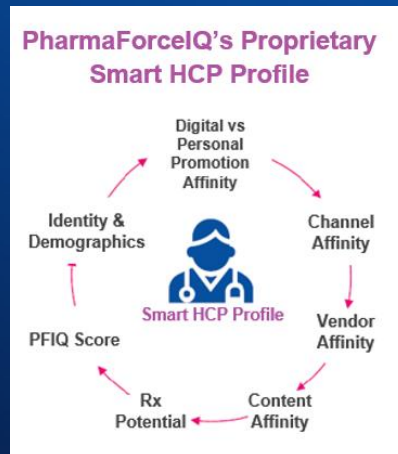 PharmaForceIQ's Proprietary
Smart HCP Profile
Digital vs
Personal
Promotion
Affinity
Channel
Affinity
Vendor
Affinity
Content
Affinity
Rx
Potential
PFIQ Score
Identity &
Demographics
Smart HCP Profile